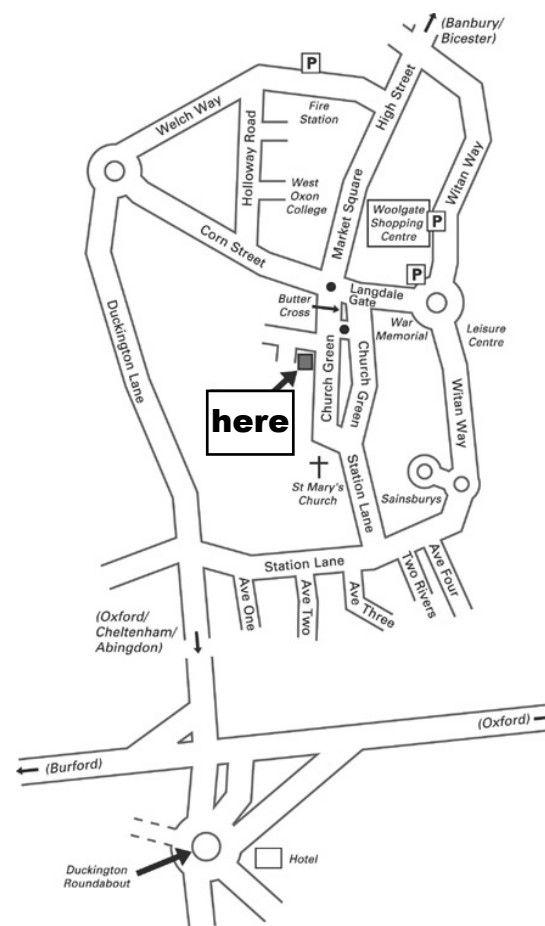 (Banbury/
Bicester)
P
High Street
Welch Way
Fire
Station
Holloway Road
Witan Way
West
Oxon
College
Market Square
Woolgate
Shopping
Centre
P
Corn Street
P
Langdale
Gate
Butter
Cross
War
Memorial
Leisure
Centre
Duckington Lane
Church Green
Church Green
here
Witan Way
St Mary's
Church
Station Lane
Sainsburys
Station Lane
Ave One
Ave Two
Ave Three
Two Rivers
Ave Four
(Oxford/
Cheltenham/
Abingdon)
(Oxford)
(Burford)
Duckington
Roundabout
Hotel